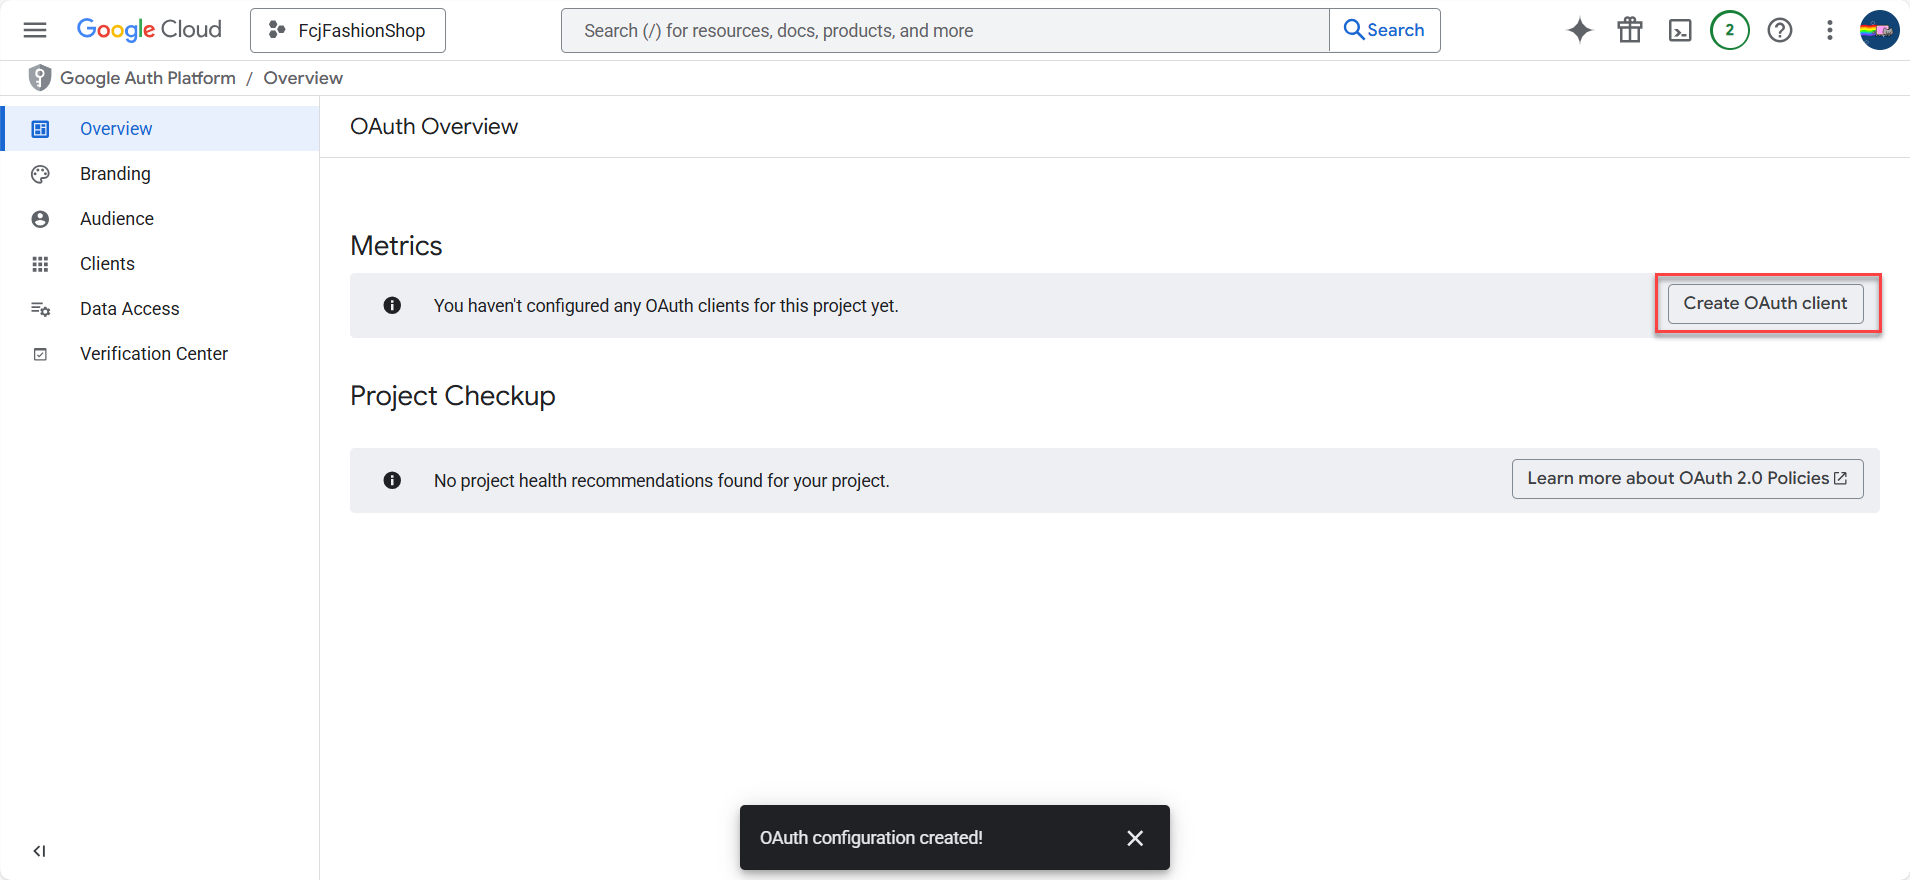 Google Cloud
FcjFashionShop
Search (/) for resources, docs, products, and more
Search
2
Google Auth Platform / Overview
Overview
Branding
Audience
Clients
Data Access
Verification Center
OAuth Overview
Metrics
You haven't configured any OAuth clients for this project yet.
Create OAuth client
Project Checkup
No project health recommendations found for your project.
Learn more about OAuth 2.0 Policies
OAuth configuration created!